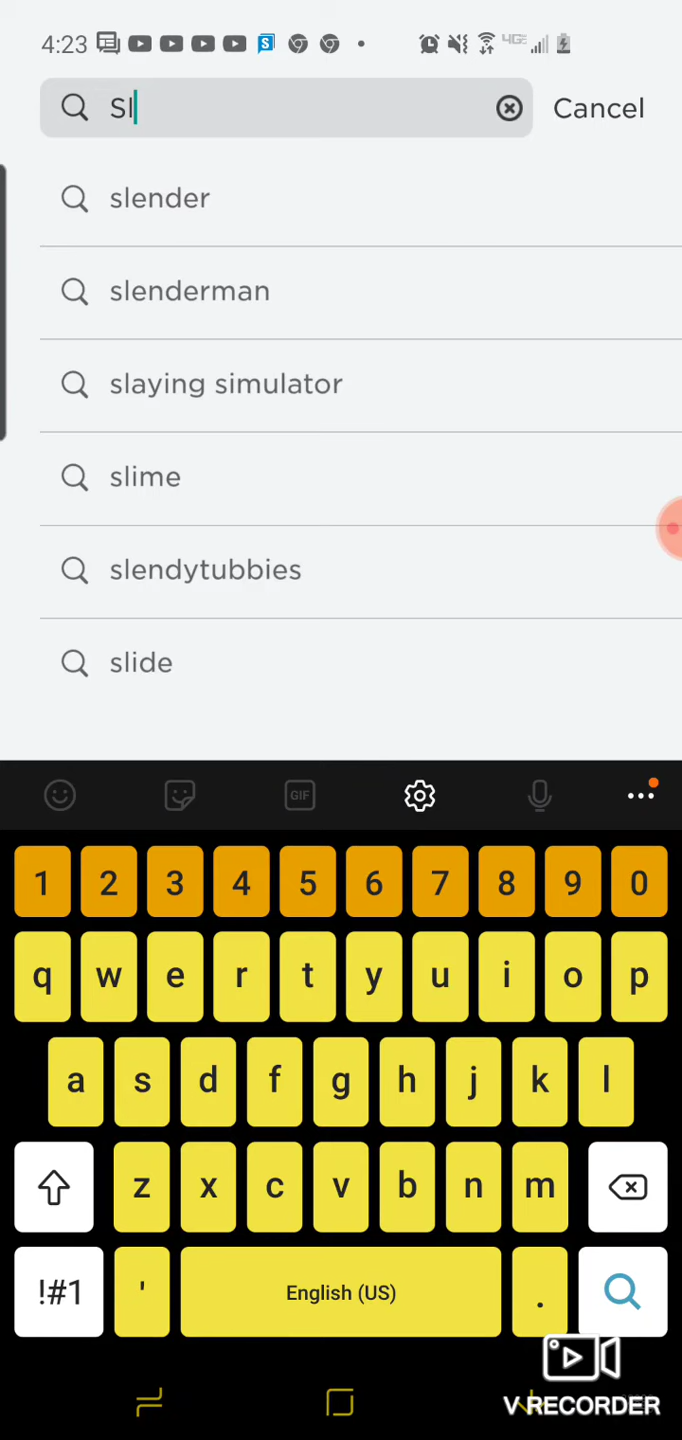 4:23 4GE
Sl Cancel
slender
slenderman
slaying simulator
slime
slendytubbies
slide
GIF
1 2 3 4 5 6 7 8 9 0
q w e r t y u i o p
a s d f g h j k l
z x c v b n m
!#1 ' English (US) .
V RECORDER